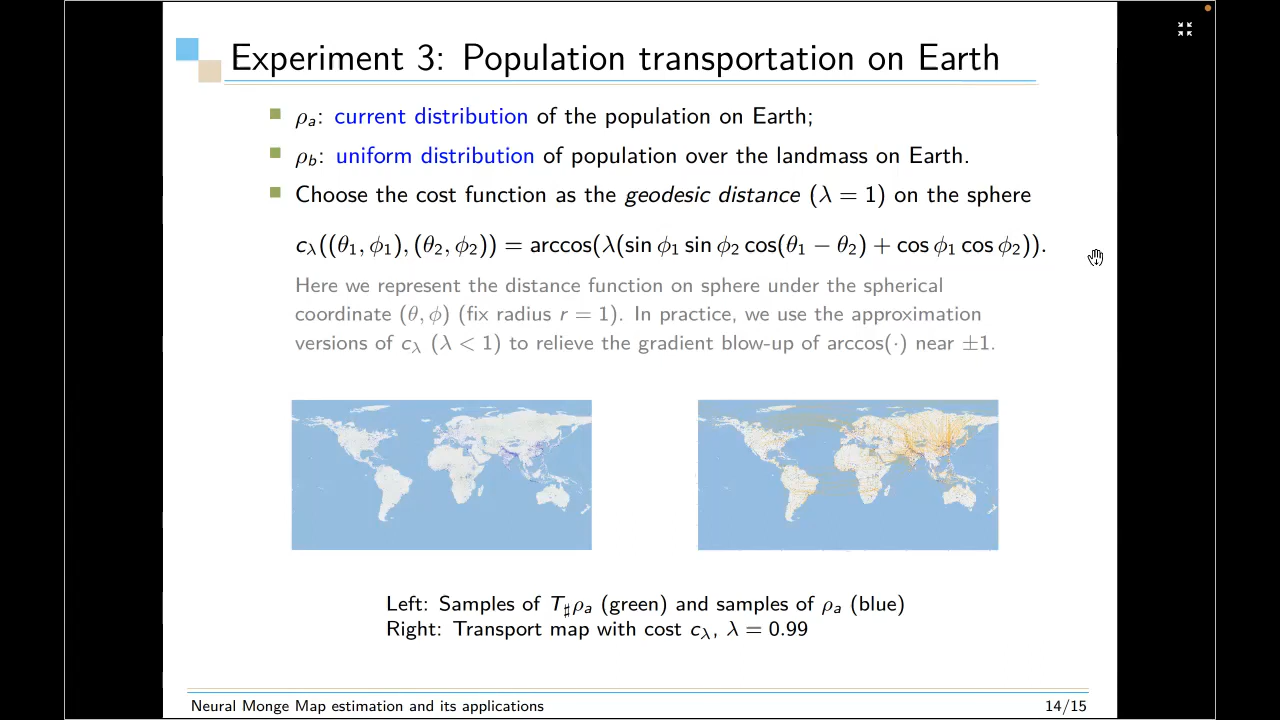 Experiment 3: Population transportation on Earth
ρₐ: current distribution of the population on Earth;
ρ_b: uniform distribution of population over the landmass on Earth.
Choose the cost function as the geodesic distance (λ = 1) on the sphere
c_λ((θ₁, ϕ₁), (θ₂, ϕ₂)) = arccos(λ(sin ϕ₁ sin ϕ₂ cos(θ₁ − θ₂) + cos ϕ₁ cos ϕ₂)).
Here we represent the distance function on sphere under the spherical
coordinate (θ, ϕ) (fix radius r = 1). In practice, we use the approximation
versions of c_λ (λ < 1) to relieve the gradient blow-up of arccos(·) near ±1.
Left: Samples of T_♯ρₐ (green) and samples of ρₐ (blue)
Right: Transport map with cost c_λ, λ = 0.99
Neural Monge Map estimation and its applications
14/15